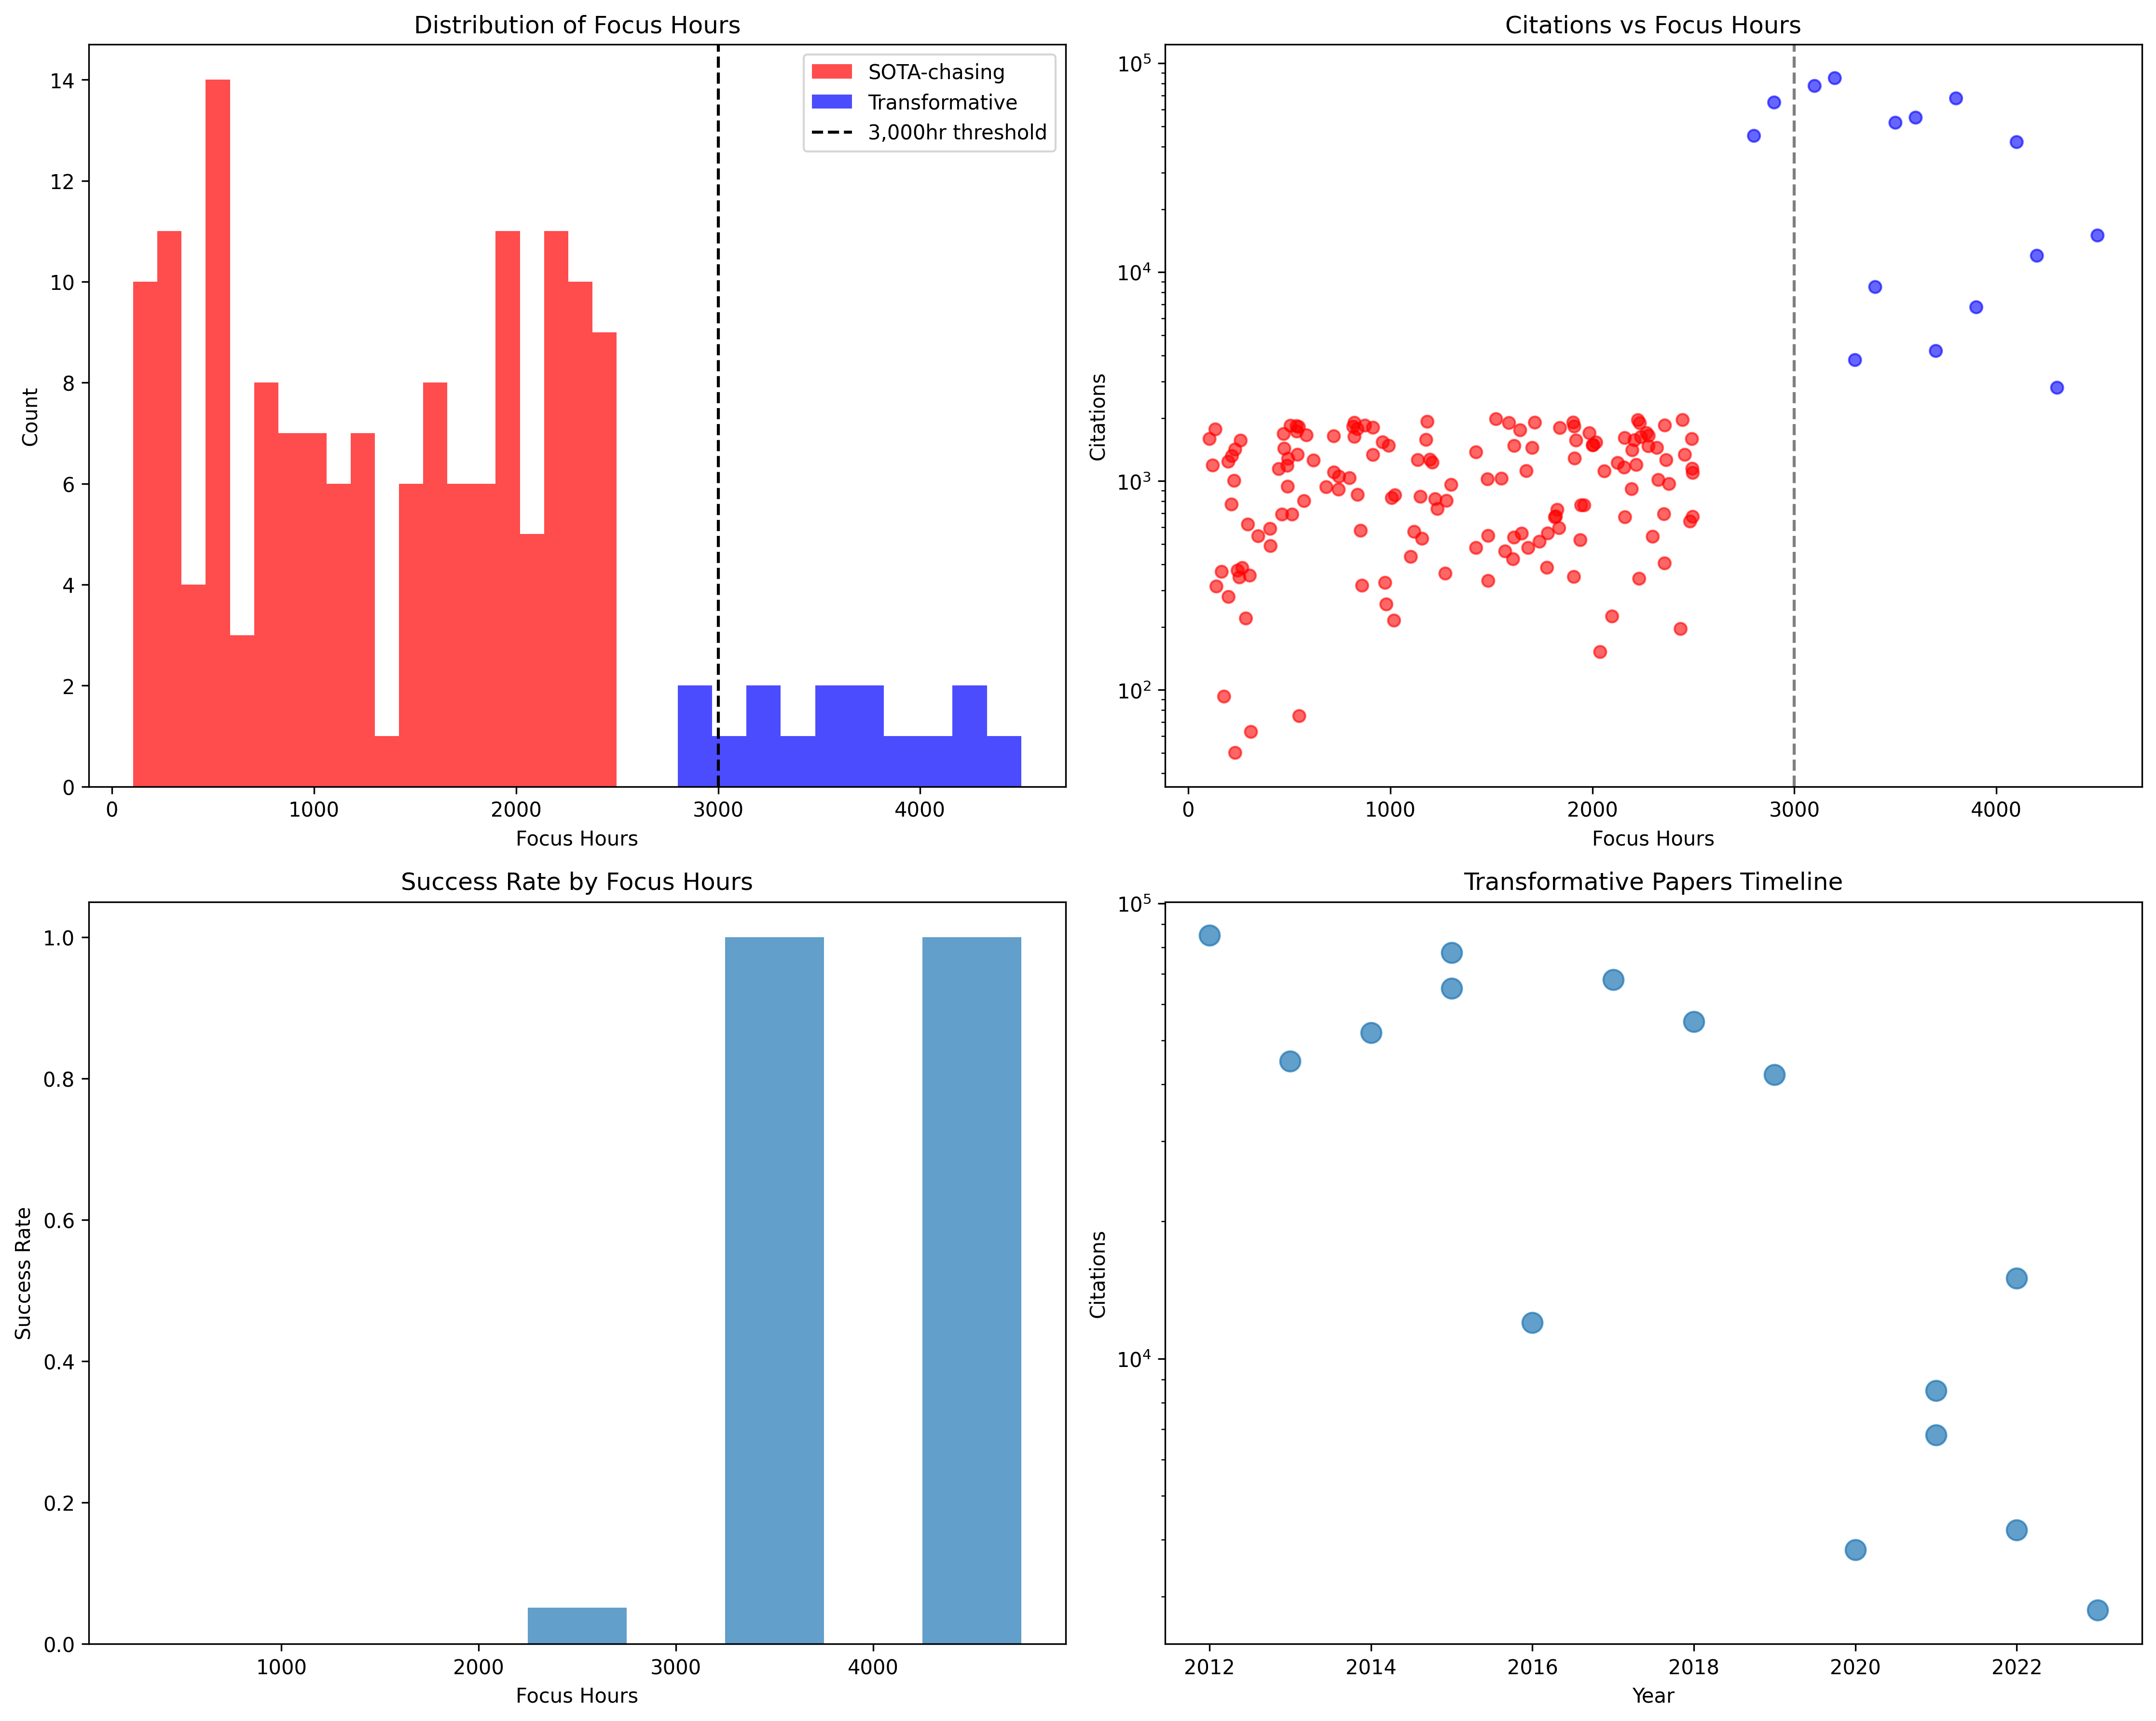 Distribution of Focus Hours
Count
14
12
10
8
6
4
2
0
SOTA-chasing
Transformative
3,000hr threshold
0 1000 2000 3000 4000
Focus Hours
Citations vs Focus Hours
Citations
10⁵
10⁴
10³
10²
0 1000 2000 3000 4000
Focus Hours
Success Rate by Focus Hours
Success Rate
1.0
0.8
0.6
0.4
0.2
0.0
1000 2000 3000 4000
Focus Hours
Transformative Papers Timeline
Citations
10⁵
10⁴
2012 2014 2016 2018 2020 2022
Year